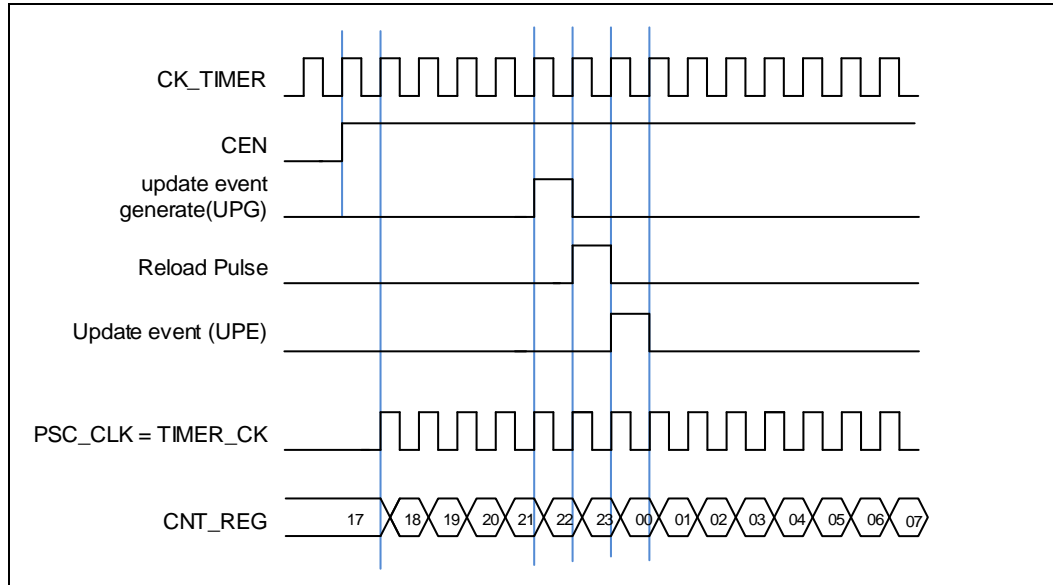 CK_TIMER
CEN
update event
generate(UPG)
Reload Pulse
Update event (UPE)
PSC_CLK = TIMER_CK
CNT_REG 17 18 19 20 21 22 23 00 01 02 03 04 05 06 07